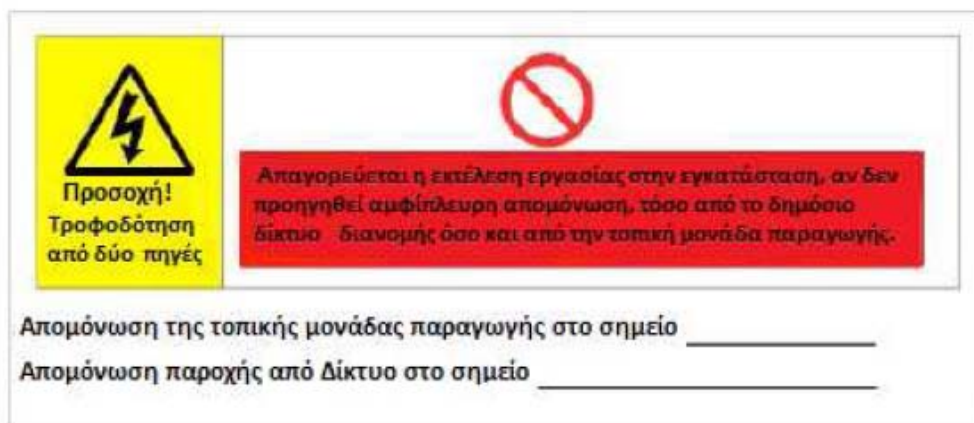 Προσοχή!
Τροφοδότηση
από δύο πηγές
Απαγορεύεται η εκτέλεση εργασίας στην εγκατάσταση, αν δεν
προηγηθεί αμφίπλευρη απομόνωση, τόσο από το δημόσιο
δίκτυο διανομής όσο και από την τοπική μονάδα παραγωγής.
Απομόνωση της τοπικής μονάδας παραγωγής στο σημείο
Απομόνωση παροχής από Δίκτυο στο σημείο